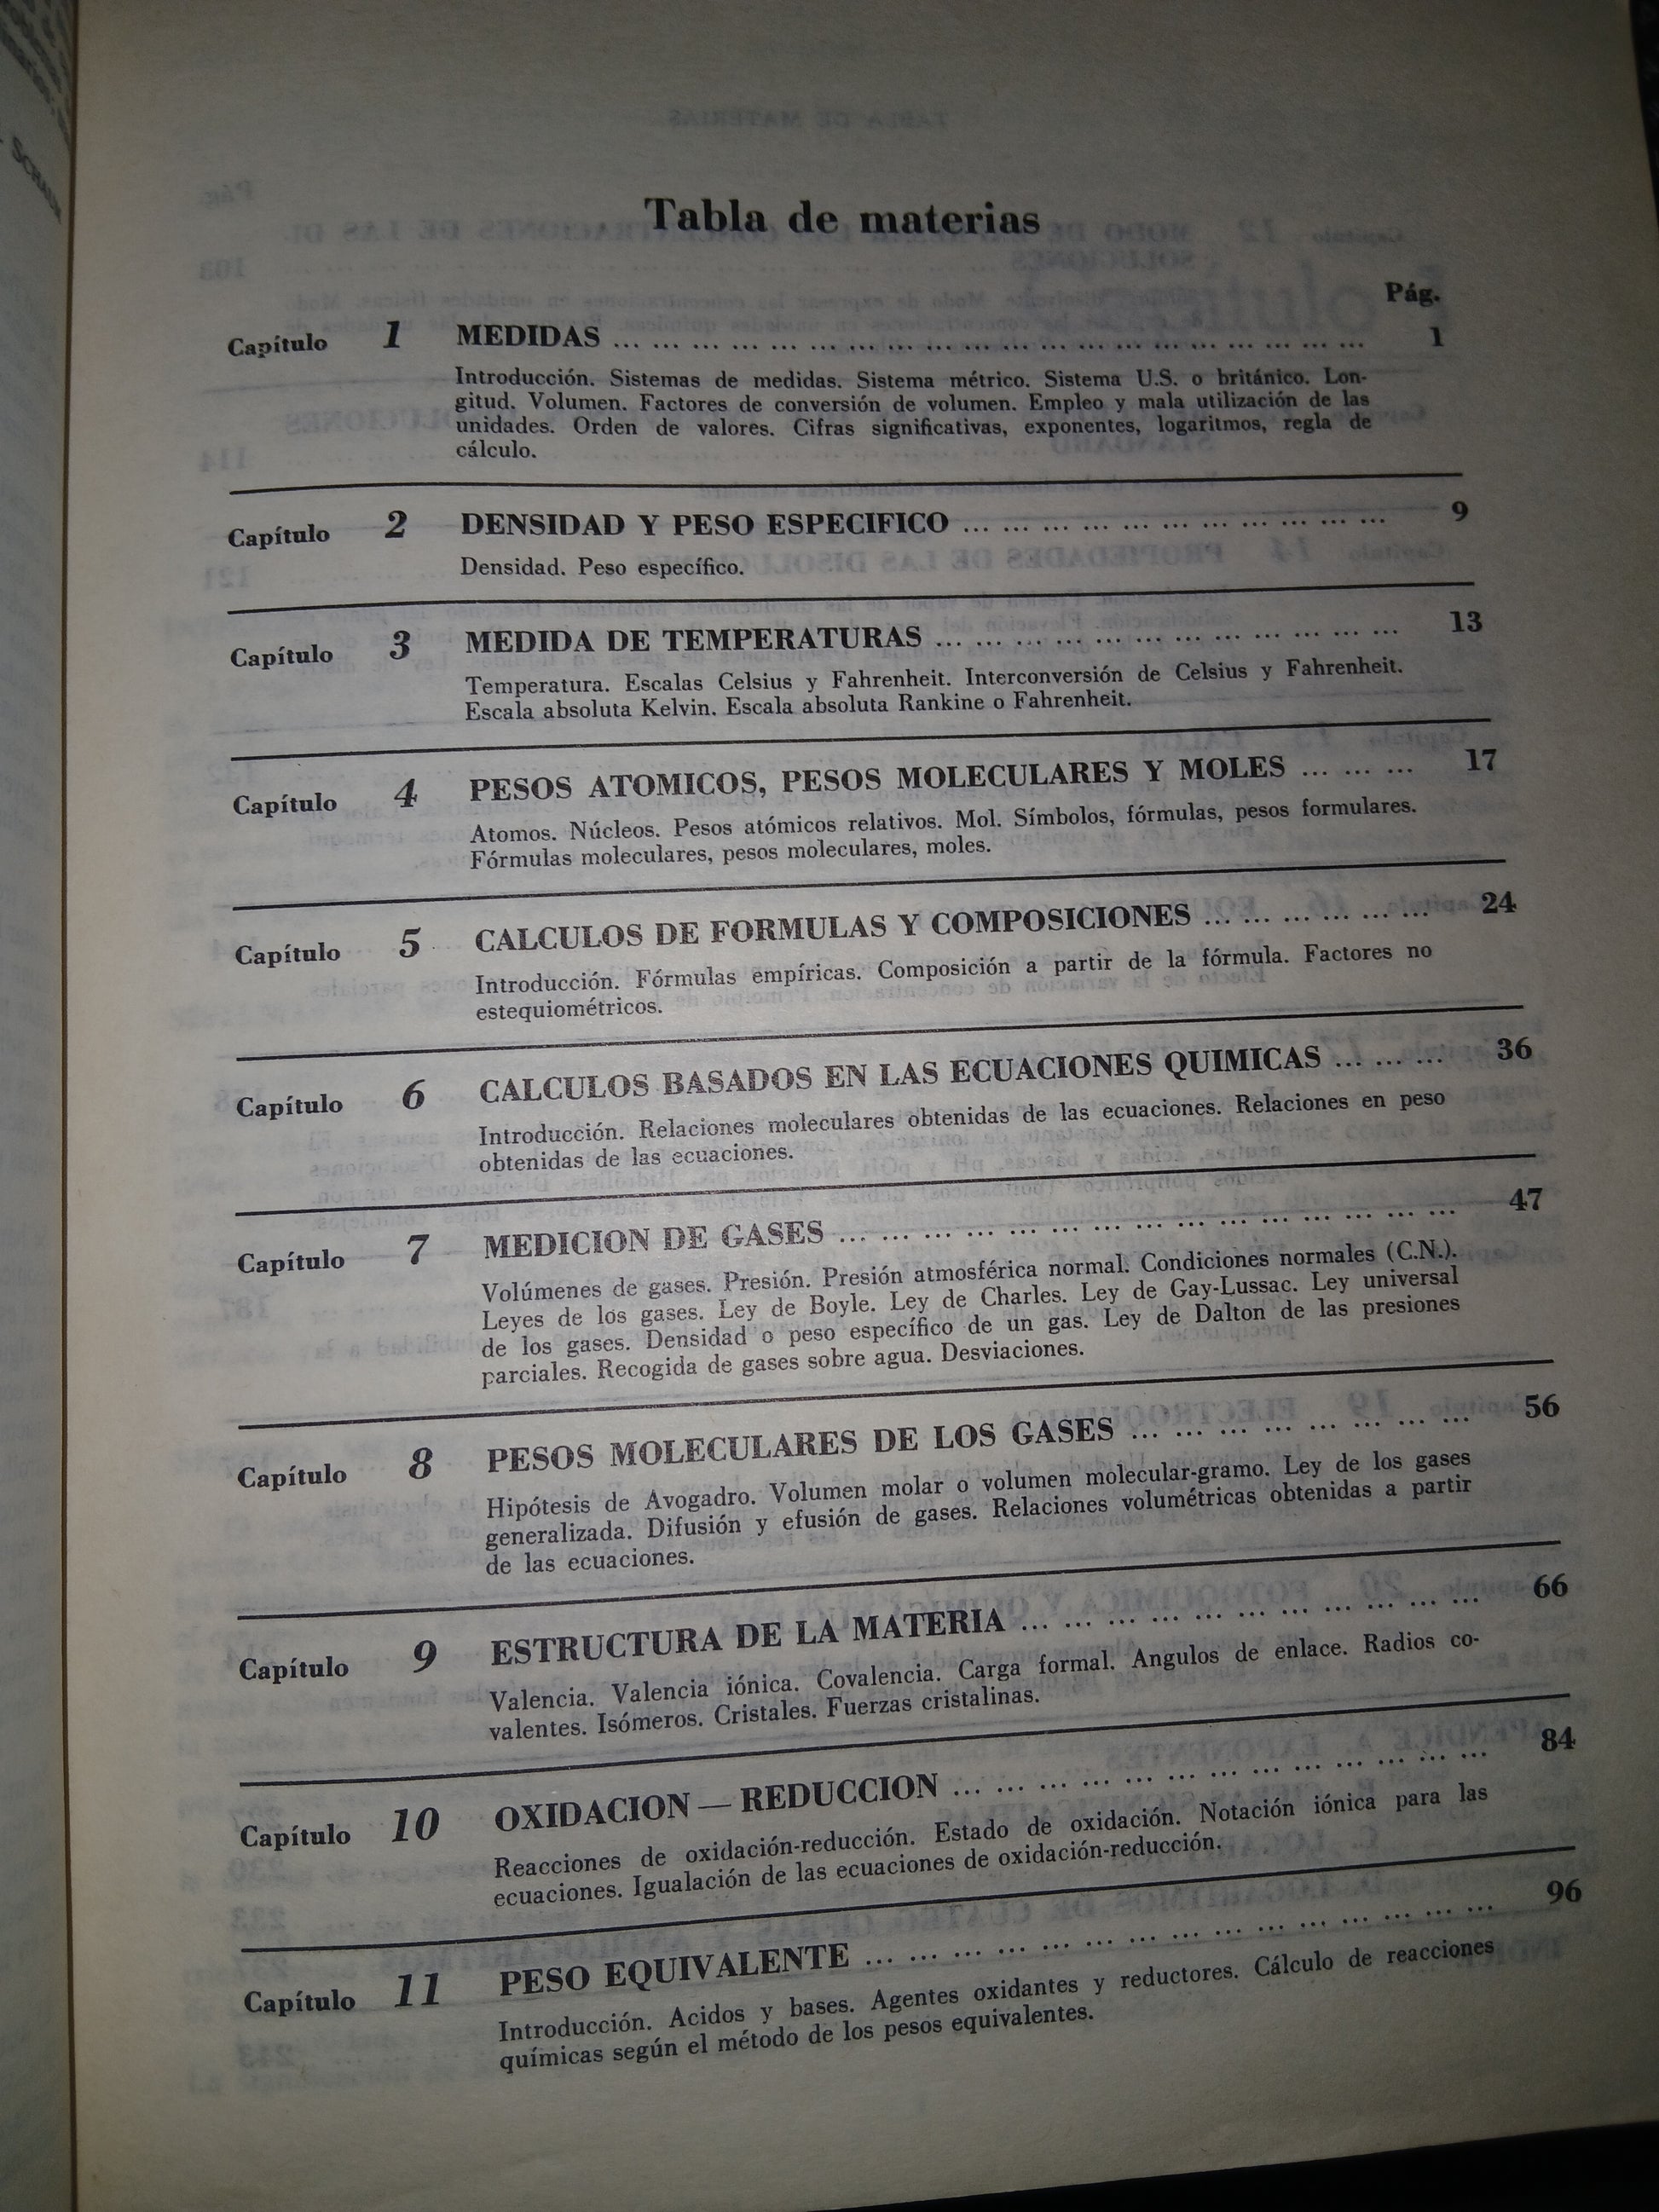 Tabla de materias
Pág.
Capítulo 1 MEDIDAS ... ... ... ... ... ... ... ... ... ... ... ... ... ... ... ... ... ... ... ... 1
Introducción. Sistemas de medidas. Sistema métrico. Sistema U.S. o británico. Lon-
gitud. Volumen. Factores de conversión de volumen. Empleo y mala utilización de las
unidades. Orden de valores. Cifras significativas, exponentes, logaritmos, regla de
cálculo.
Capítulo 2 DENSIDAD Y PESO ESPECIFICO ... ... ... ... ... ... ... ... ... ... ... 9
Densidad. Peso específico.
Capítulo 3 MEDIDA DE TEMPERATURAS ... ... ... ... ... ... ... ... ... ... ... ... 13
Temperatura. Escalas Celsius y Fahrenheit. Interconversión de Celsius y Fahrenheit.
Escala absoluta Kelvin. Escala absoluta Rankine o Fahrenheit.
Capítulo 4 PESOS ATOMICOS, PESOS MOLECULARES Y MOLES ... ... ... 17
Atomos. Núcleos. Pesos atómicos relativos. Mol. Símbolos, fórmulas, pesos formulares.
Fórmulas moleculares, pesos moleculares, moles.
Capítulo 5 CALCULOS DE FORMULAS Y COMPOSICIONES ... ... ... ... ... ... 24
Introducción. Fórmulas empíricas. Composición a partir de la fórmula. Factores no
estequiométricos.
Capítulo 6 CALCULOS BASADOS EN LAS ECUACIONES QUIMICAS ... ... ... 36
Introducción. Relaciones moleculares obtenidas de las ecuaciones. Relaciones en peso
obtenidas de las ecuaciones.
Capítulo 7 MEDICION DE GASES ... ... ... ... ... ... ... ... ... ... ... ... ... ... ... 47
Volúmenes de gases. Presión. Presión atmosférica normal. Condiciones normales (C.N.).
Leyes de los gases. Ley de Boyle. Ley de Charles. Ley de Gay-Lussac. Ley universal
de los gases. Densidad o peso específico de un gas. Ley de Dalton de las presiones
parciales. Recogida de gases sobre agua. Desviaciones.
Capítulo 8 PESOS MOLECULARES DE LOS GASES ... ... ... ... ... ... ... ... 56
Hipótesis de Avogadro. Volumen molar o volumen molecular-gramo. Ley de los gases
generalizada. Difusión y efusión de gases. Relaciones volumétricas obtenidas a partir
de las ecuaciones.
Capítulo 9 ESTRUCTURA DE LA MATERIA ... ... ... ... ... ... ... ... ... ... ... 66
Valencia. Valencia iónica. Covalencia. Carga formal. Angulos de enlace. Radios co-
valentes. Isómeros. Cristales. Fuerzas cristalinas.
Capítulo 10 OXIDACION — REDUCCION ... ... ... ... ... ... ... ... ... ... ... ... ... 84
Reacciones de oxidación-reducción. Estado de oxidación. Notación iónica para las
ecuaciones. Igualación de las ecuaciones de oxidación-reducción.
Capítulo 11 PESO EQUIVALENTE ... ... ... ... ... ... ... ... ... ... ... ... ... ... ... 96
Introducción. Acidos y bases. Agentes oxidantes y reductores. Cálculo de reacciones
químicas según el método de los pesos equivalentes.